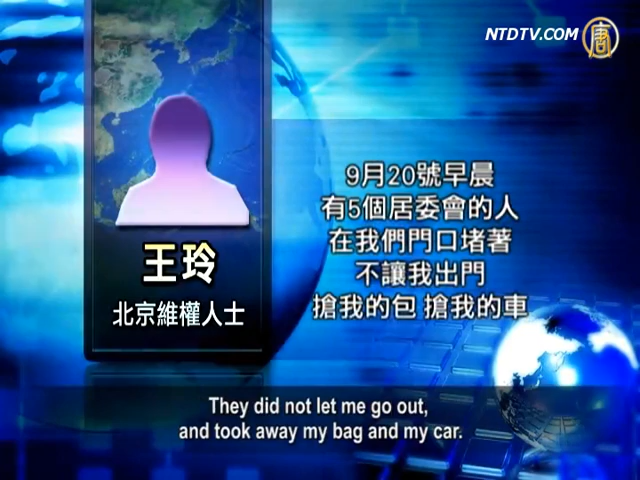 NTDTV.COM
唐
9月20號早晨
有5個居委會的人
在我們門口堵著
不讓我出門
搶我的包 搶我的車
王玲
北京維權人士
They did not let me go out,
and took away my bag and my car.